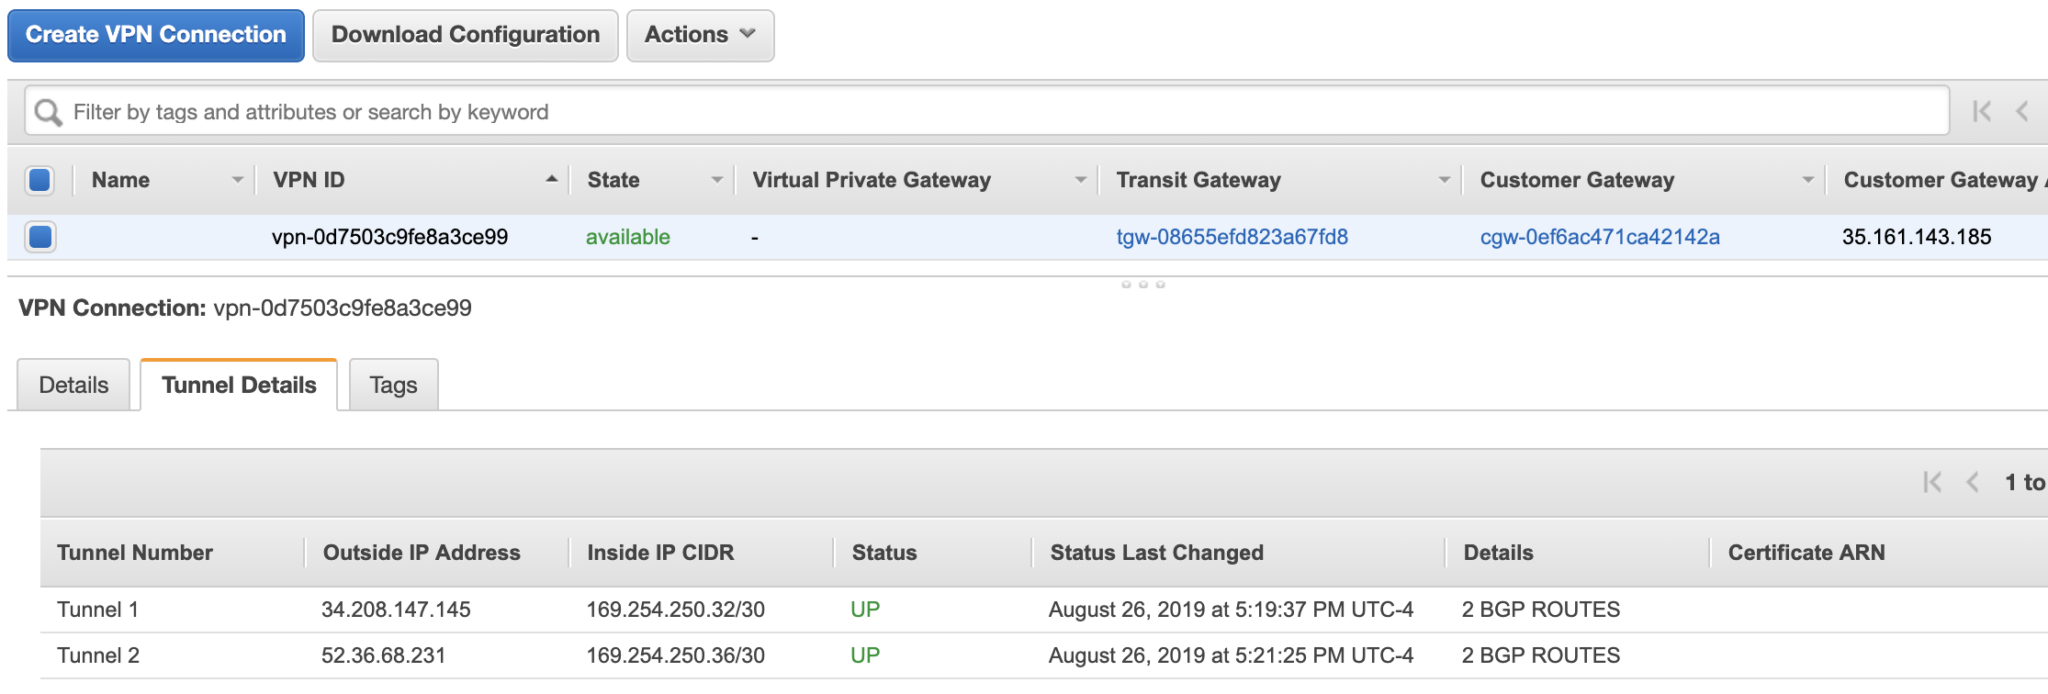 Create VPN Connection Download Configuration Actions
Filter by tags and attributes or search by keyword
Name VPN ID State Virtual Private Gateway Transit Gateway Customer Gateway Customer Gateway
vpn-0d7503c9fe8a3ce99 available - tgw-08655efd823a67fd8 cgw-0ef6ac471ca42142a 35.161.143.185
VPN Connection: vpn-0d7503c9fe8a3ce99
Details Tunnel Details Tags
1 to
Tunnel Number Outside IP Address Inside IP CIDR Status Status Last Changed Details Certificate ARN
Tunnel 1 34.208.147.145 169.254.250.32/30 UP August 26, 2019 at 5:19:37 PM UTC-4 2 BGP ROUTES
Tunnel 2 52.36.68.231 169.254.250.36/30 UP August 26, 2019 at 5:21:25 PM UTC-4 2 BGP ROUTES